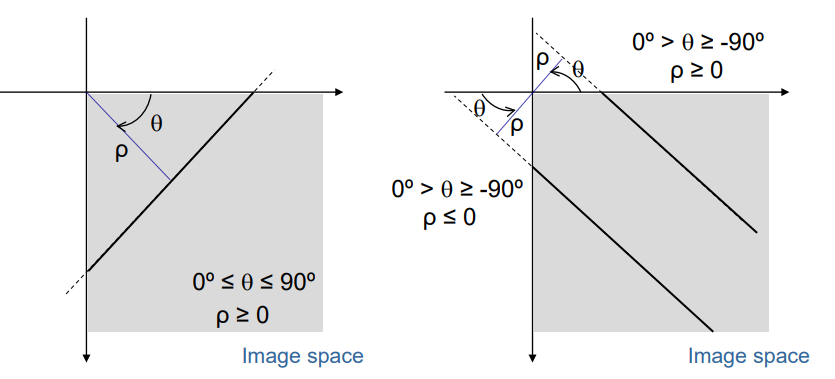 θ
ρ
0º ≤ θ ≤ 90º
ρ ≥ 0
Image space
ρ
θ
0º > θ ≥ -90º
ρ ≥ 0
θ
ρ
0º > θ ≥ -90º
ρ ≤ 0
Image space